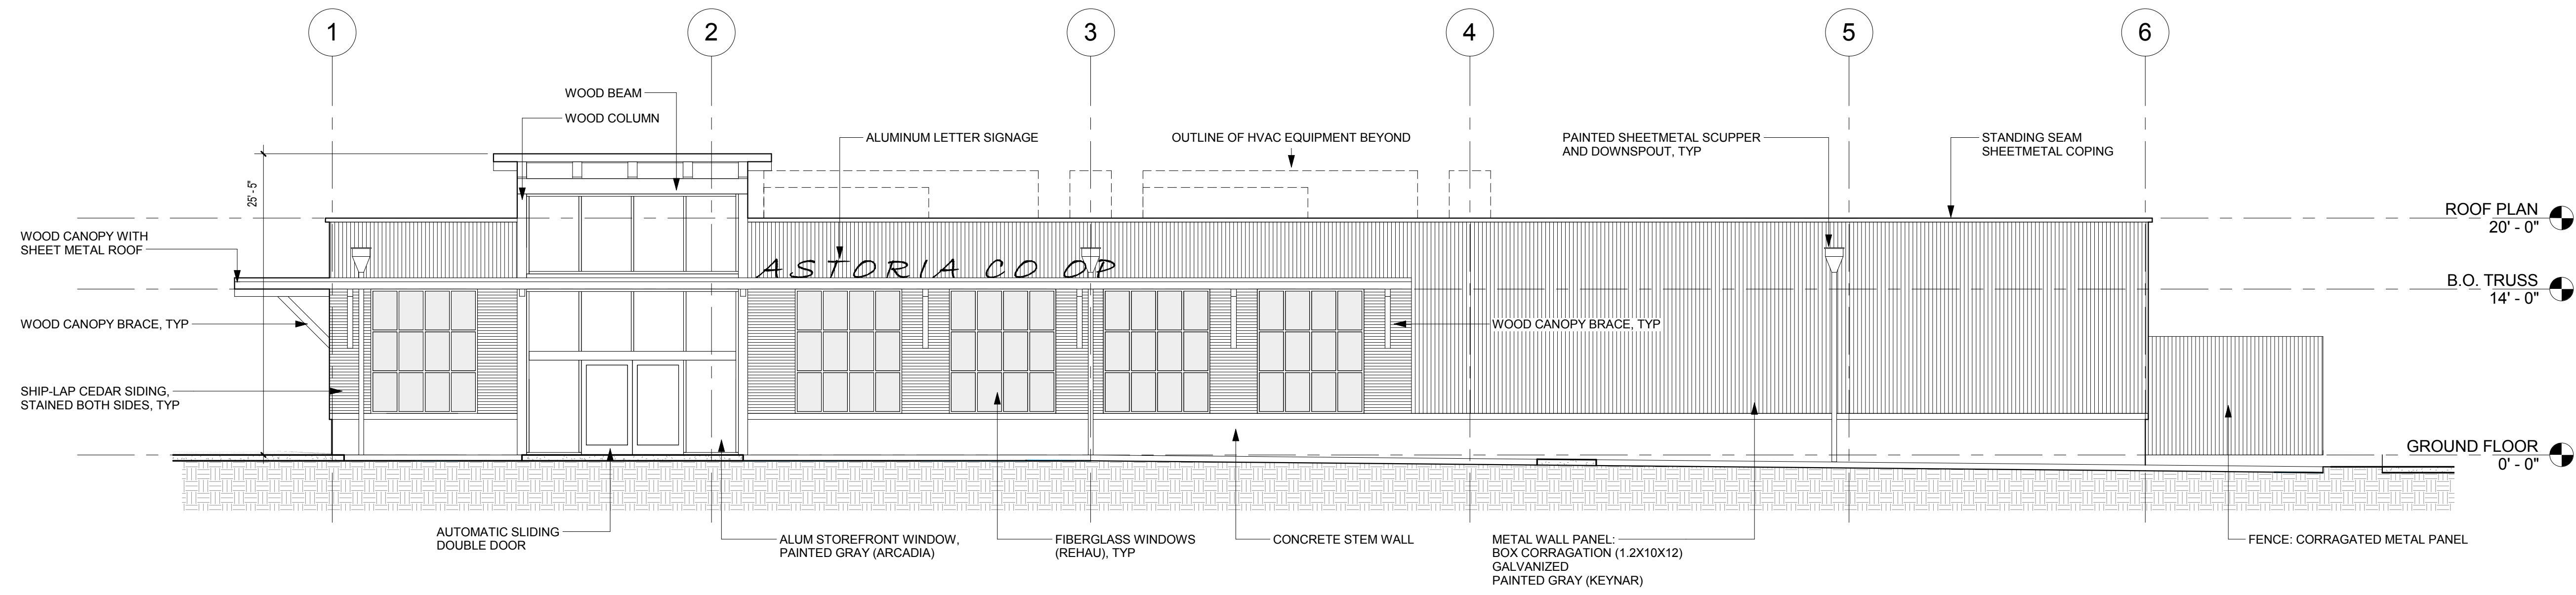 1 2 3 4 5 6
WOOD BEAM
WOOD COLUMN
ALUMINUM LETTER SIGNAGE
OUTLINE OF HVAC EQUIPMENT BEYOND
PAINTED SHEETMETAL SCUPPER
AND DOWNSPOUT, TYP
STANDING SEAM
SHEETMETAL COPING
25' - 5"
ROOF PLAN
20' - 0"
WOOD CANOPY WITH
SHEET METAL ROOF
ASTORIA CO OP
B.O. TRUSS
14' - 0"
WOOD CANOPY BRACE, TYP
WOOD CANOPY BRACE, TYP
SHIP-LAP CEDAR SIDING,
STAINED BOTH SIDES, TYP
GROUND FLOOR
0' - 0"
AUTOMATIC SLIDING
DOUBLE DOOR
ALUM STOREFRONT WINDOW,
PAINTED GRAY (ARCADIA)
FIBERGLASS WINDOWS
(REHAU), TYP
CONCRETE STEM WALL
METAL WALL PANEL:
BOX CORRAGATION (1.2X10X12)
GALVANIZED
PAINTED GRAY (KEYNAR)
FENCE: CORRAGATED METAL PANEL